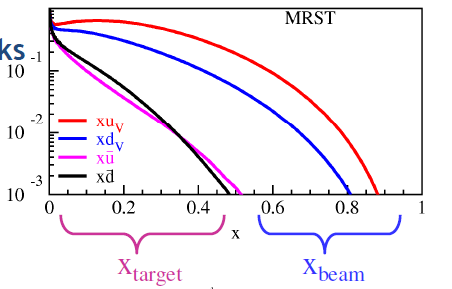 MRST
ks
10 -1
10 -2
10 -3
xu_V
xd_V
xū
xd̄
0 0.2 0.4 0.6 0.8 1
x
x_target x_beam